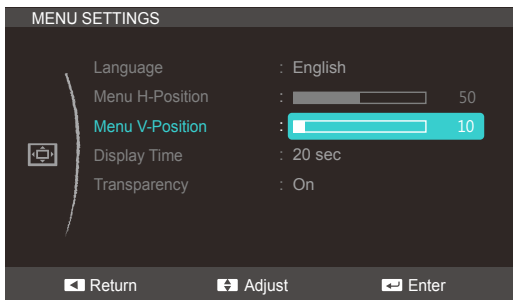 MENU SETTINGS
Language : English
Menu H-Position : 50
Menu V-Position : 10
Display Time : 20 sec
Transparency : On
Return Adjust Enter